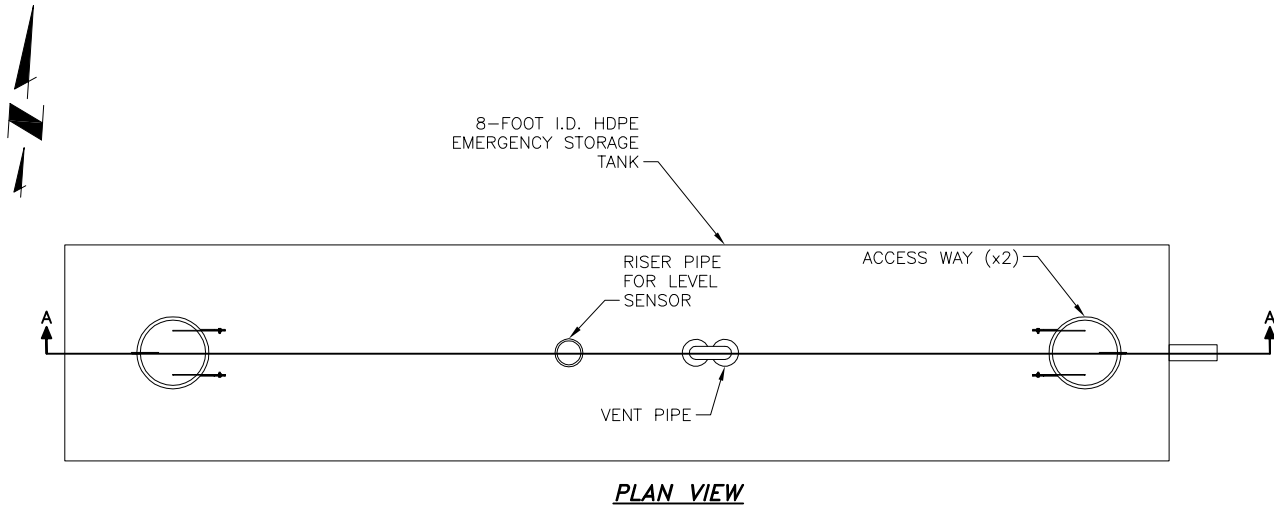 N
8-FOOT I.D. HDPE
EMERGENCY STORAGE
TANK
RISER PIPE
FOR LEVEL
SENSOR
ACCESS WAY (x2)
A
A
VENT PIPE
PLAN VIEW